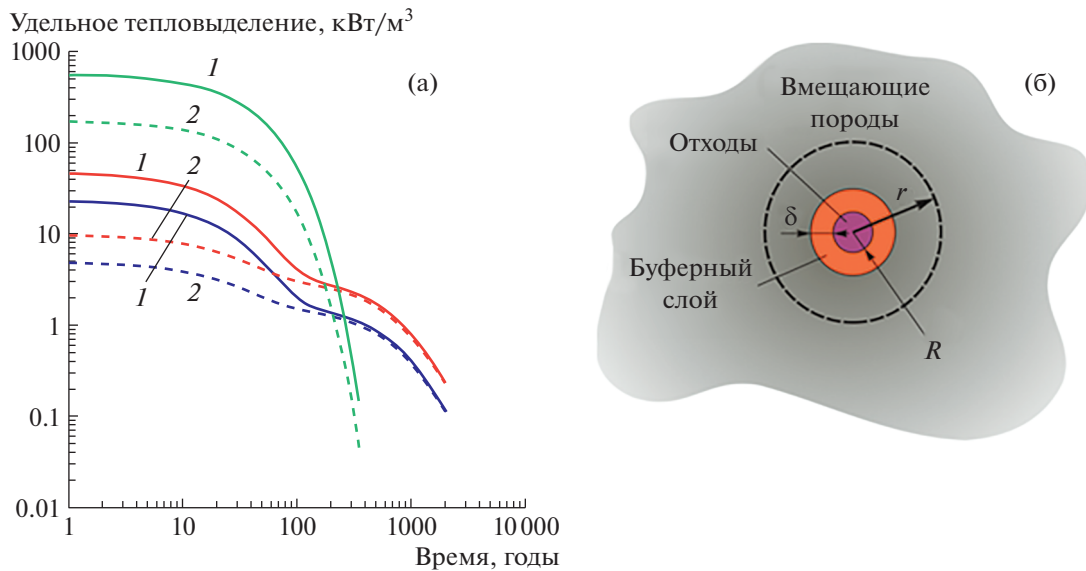 Удельное тепловыделение, кВт/м³
1000
100
10
1
0.1
0.01
1
10
100
1000
10 000
Время, годы
(а)
1
2
1
2
1
2
(б)
Вмещающие
породы
Отходы
r
δ
Буферный
слой
R